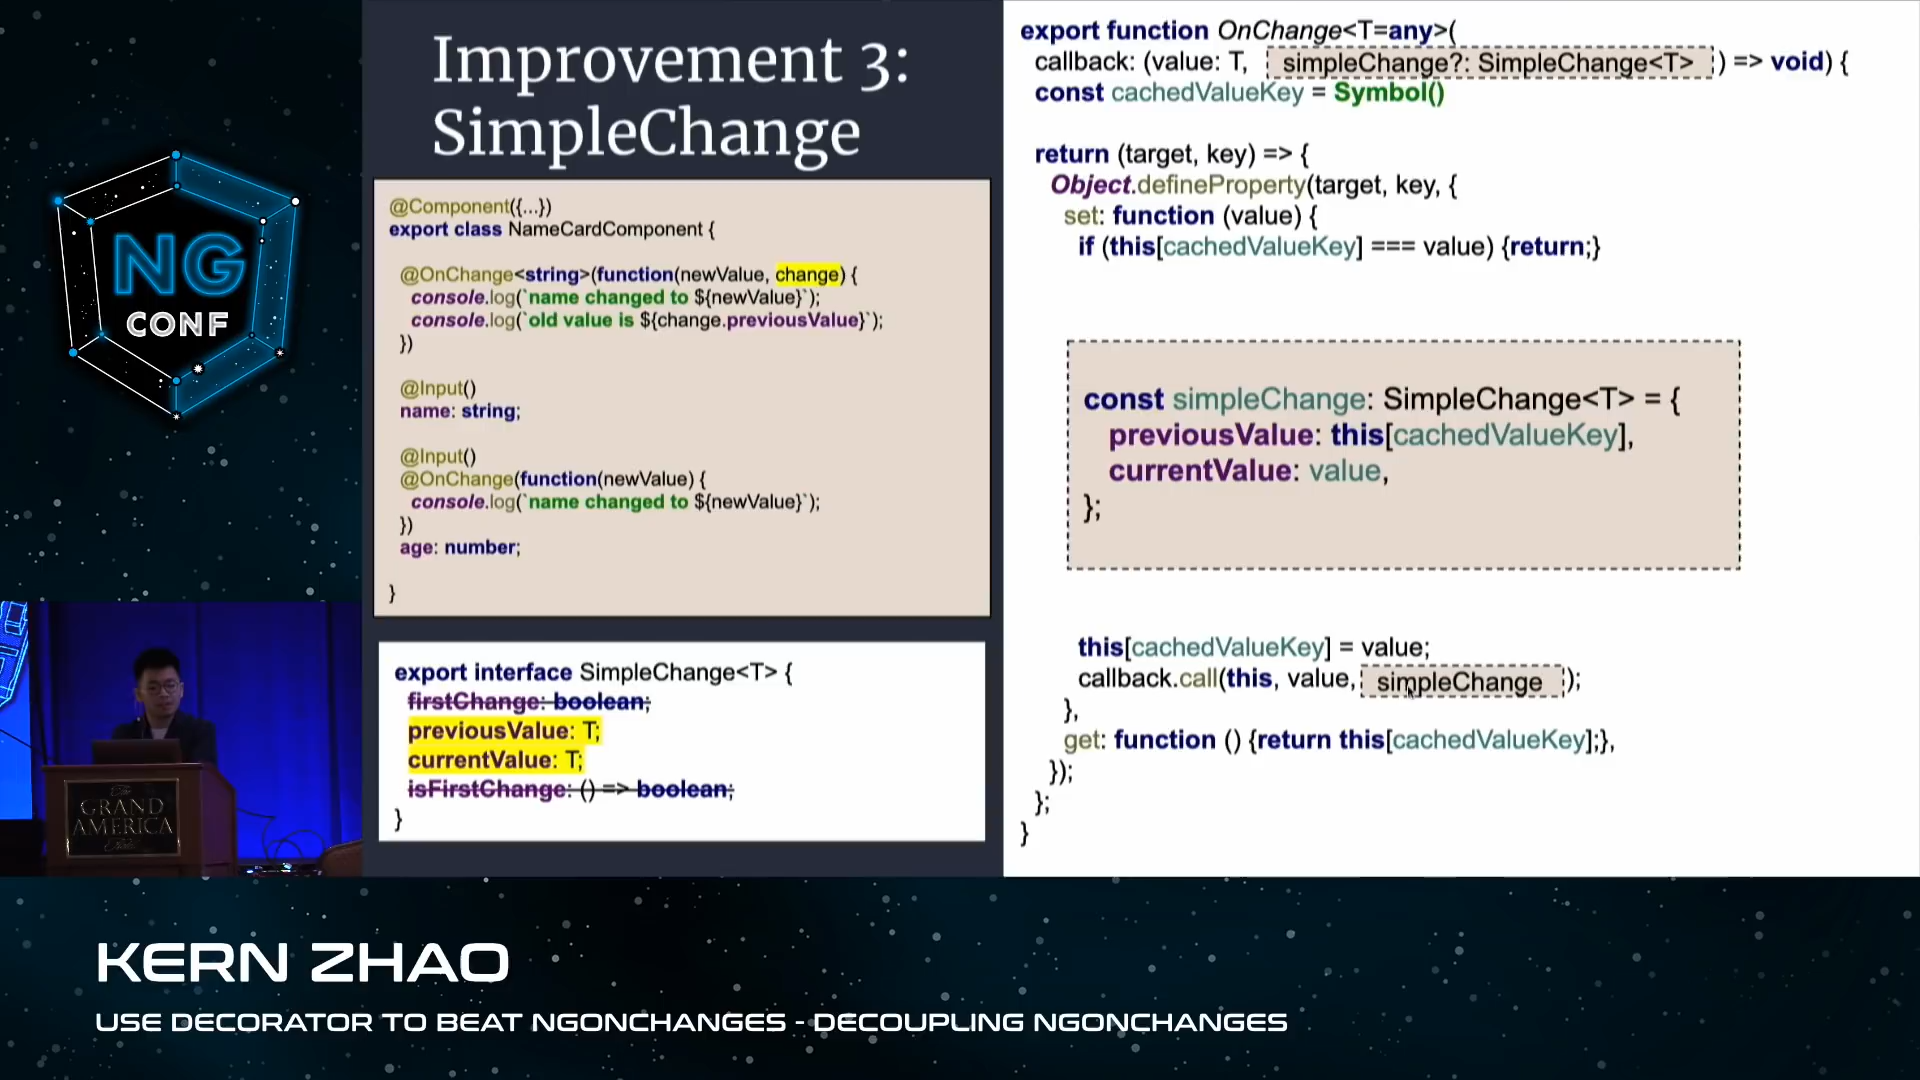 NG
CONF
Improvement 3:
SimpleChange
@Component({...})
export class NameCardComponent {
@OnChange<string>(function(newValue, change) {
console.log(`name changed to ${newValue}`);
console.log(`old value is ${change.previousValue}`);
})
@Input()
name: string;
@Input()
@OnChange(function(newValue) {
console.log(`name changed to ${newValue}`);
})
age: number;
}
export interface SimpleChange<T> {
firstChange: boolean;
previousValue: T;
currentValue: T;
isFirstChange: () => boolean;
}
export function OnChange<T=any>(
callback: (value: T, simpleChange?: SimpleChange<T> ) => void) {
const cachedValueKey = Symbol()
return (target, key) => {
Object.defineProperty(target, key, {
set: function (value) {
if (this[cachedValueKey] === value) {return;}
const simpleChange: SimpleChange<T> = {
previousValue: this[cachedValueKey],
currentValue: value,
};
this[cachedValueKey] = value;
callback.call(this, value, simpleChange );
},
get: function () {return this[cachedValueKey];},
});
};
}
GRAND
AMERICA
KERN ZHAO
USE DECORATOR TO BEAT NGONCHANGES - DECOUPLING NGONCHANGES